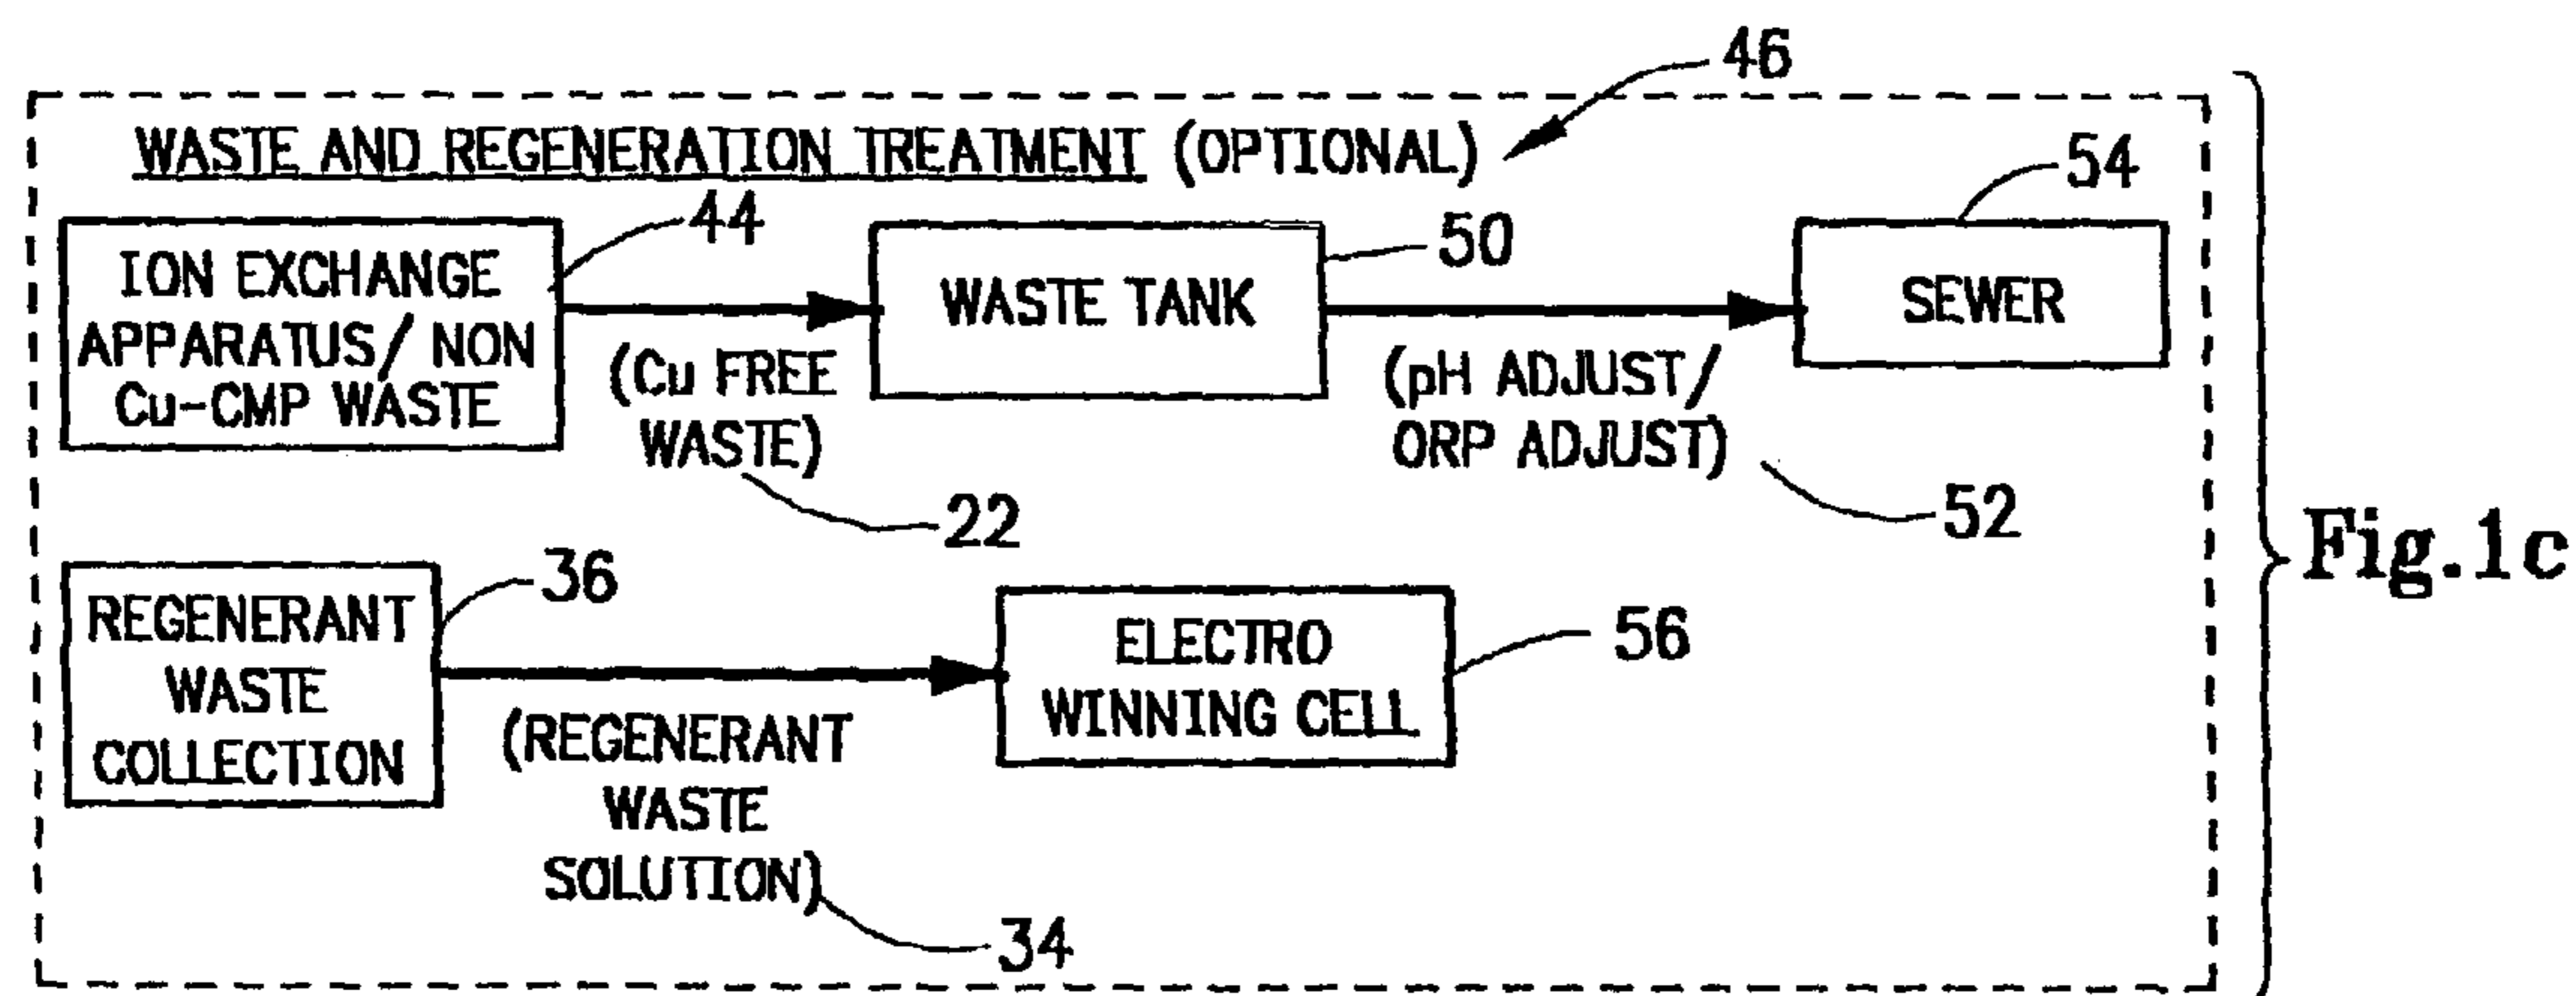 46
WASTE AND REGENERATION TREATMENT (OPTIONAL)
54
44
50
ION EXCHANGE
APPARATUS/ NON
Cu-CMP WASTE
(Cu FREE
WASTE)
22
WASTE TANK
(pH ADJUST/
ORP ADJUST)
52
SEWER
36
REGENERANT
WASTE
COLLECTION
(REGENERANT
WASTE
SOLUTION)
34
ELECTRO
WINNING CELL
56
Fig.1c